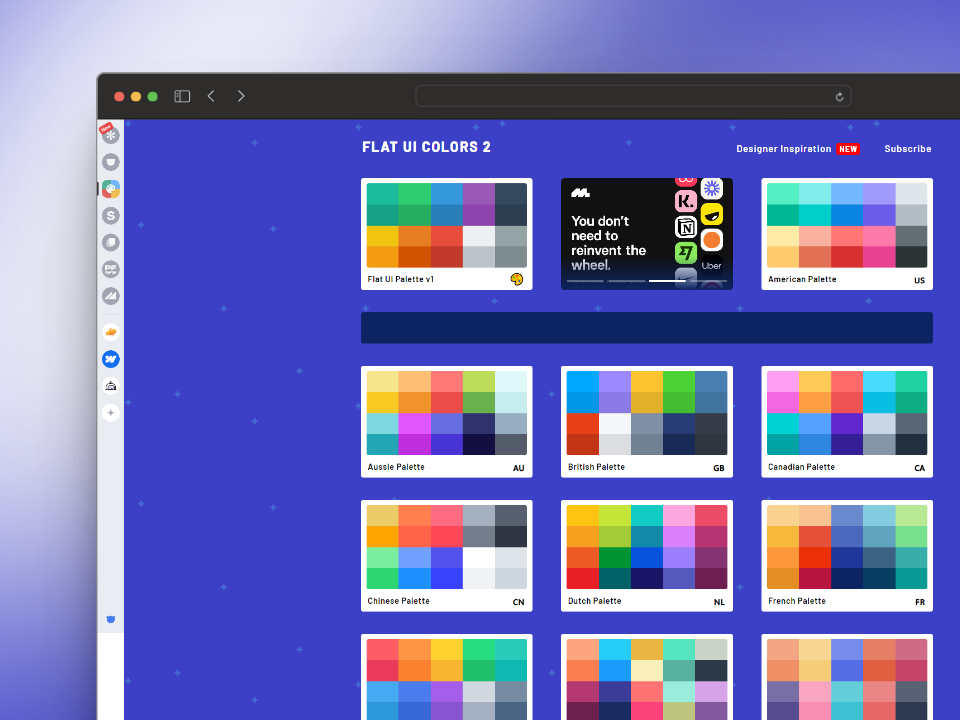 FLAT UI COLORS 2
Designer Inspiration NEW Subscribe
New
S
PF
Flat UI Palette v1
You don't
need to
reinvent the
wheel.
K.
N
Uber
American Palette US
Aussie Palette AU
British Palette GB
Canadian Palette CA
Chinese Palette CN
Dutch Palette NL
French Palette FR